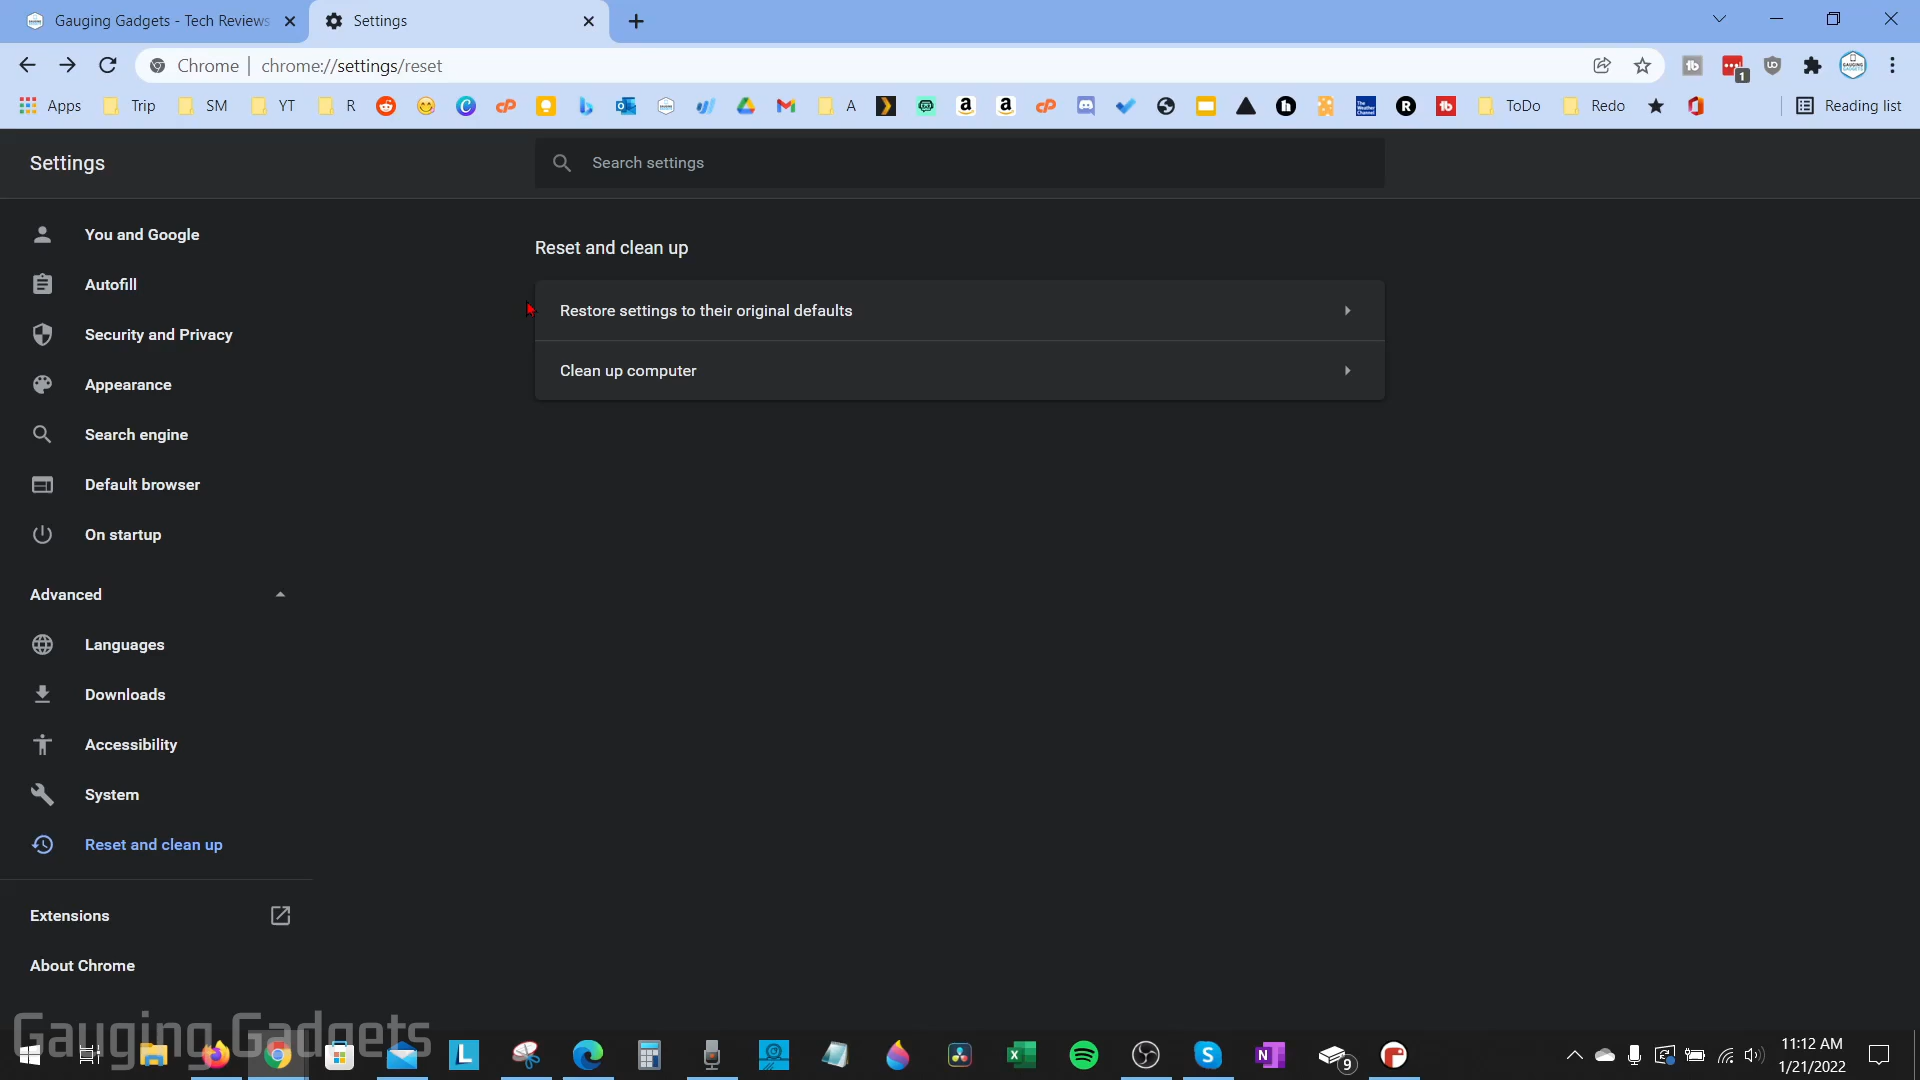 Gauging Gadgets - Tech Reviews
Settings
Chrome | chrome://settings/reset
1
Apps
Trip
SM
YT
R
A
ToDo
Redo
Reading list
Settings
Search settings
You and Google
Autofill
Security and Privacy
Appearance
Search engine
Default browser
On startup
Advanced
Languages
Downloads
Accessibility
System
Reset and clean up
Extensions
About Chrome
Reset and clean up
Restore settings to their original defaults
Clean up computer
Gauging Gadgets
9
11:12 AM
1/21/2022